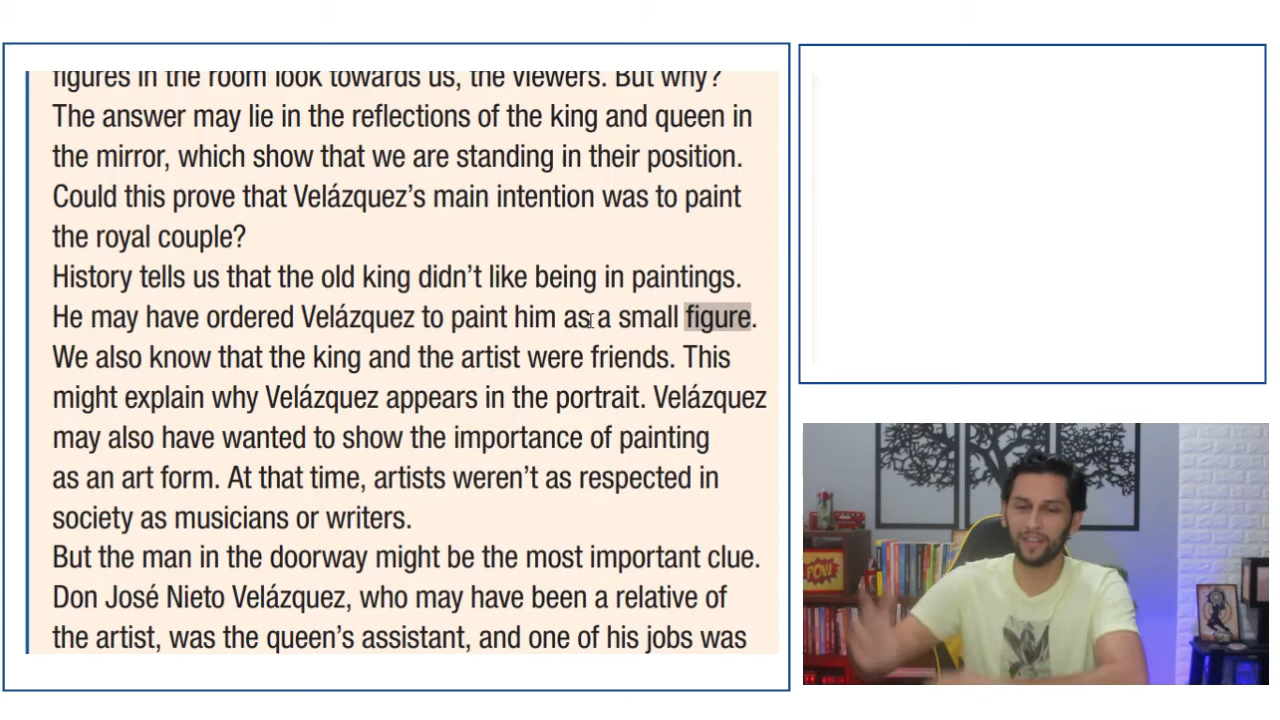 figures in the room look towards us, the viewers. But why?
The answer may lie in the reflections of the king and queen in
the mirror, which show that we are standing in their position.
Could this prove that Velázquez’s main intention was to paint
the royal couple?
History tells us that the old king didn’t like being in paintings.
He may have ordered Velázquez to paint him as a small figure.
We also know that the king and the artist were friends. This
might explain why Velázquez appears in the portrait. Velázquez
may also have wanted to show the importance of painting
as an art form. At that time, artists weren’t as respected in
society as musicians or writers.
But the man in the doorway might be the most important clue.
Don José Nieto Velázquez, who may have been a relative of
the artist, was the queen’s assistant, and one of his jobs was
POW!